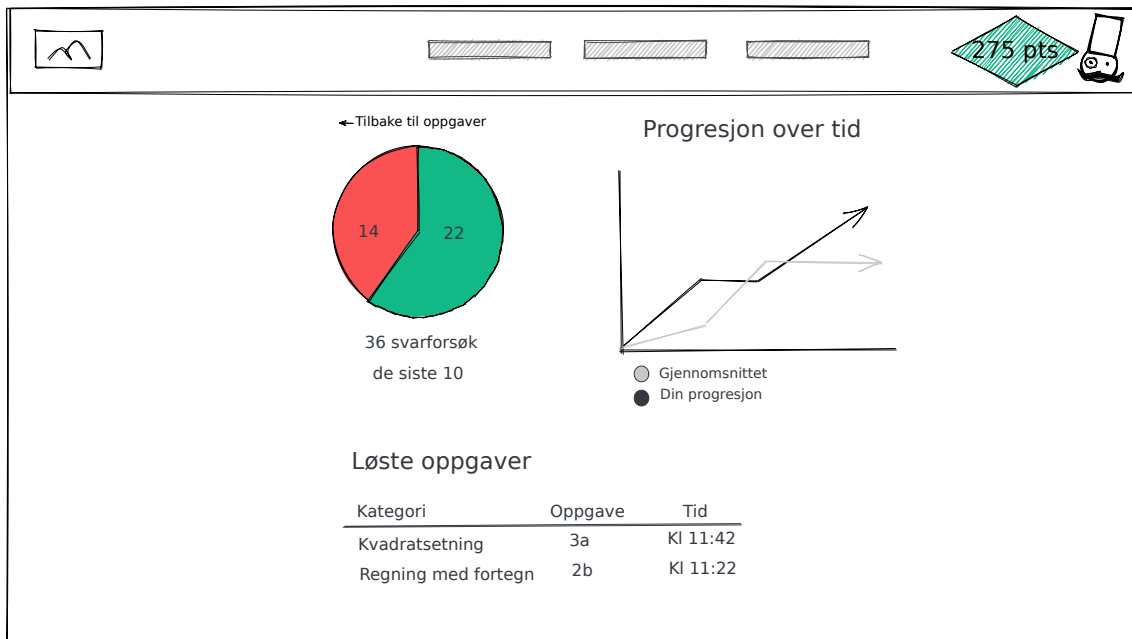 275 pts
Tilbake til oppgaver
14
22
36 svarforsøk
de siste 10
Progresjon over tid
Gjennomsnittet
Din progresjon
Løste oppgaver
Kategori Oppgave Tid
Kvadratsetning 3a Kl 11:42
Regning med fortegn 2b Kl 11:22